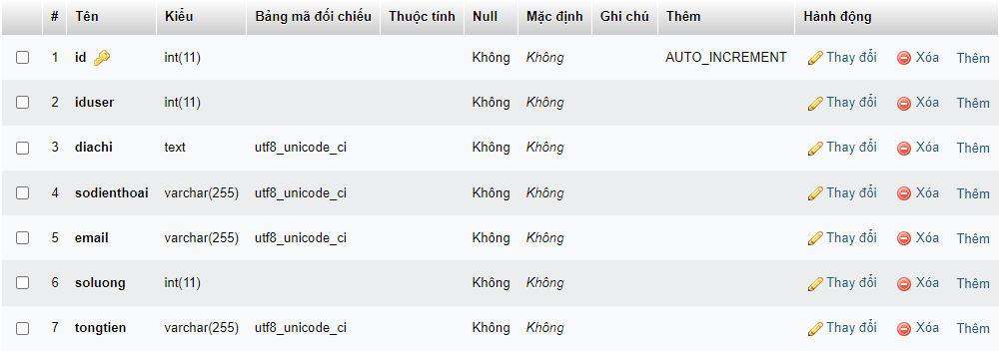 # Tên Kiểu Bảng mã đối chiếu Thuộc tính Null Mặc định Ghi chú Thêm Hành động
1 id int(11) Không Không AUTO_INCREMENT Thay đổi Xóa Thêm
2 iduser int(11) Không Không Thay đổi Xóa Thêm
3 diachi text utf8_unicode_ci Không Không Thay đổi Xóa Thêm
4 sodienthoai varchar(255) utf8_unicode_ci Không Không Thay đổi Xóa Thêm
5 email varchar(255) utf8_unicode_ci Không Không Thay đổi Xóa Thêm
6 soluong int(11) Không Không Thay đổi Xóa Thêm
7 tongtien varchar(255) utf8_unicode_ci Không Không Thay đổi Xóa Thêm